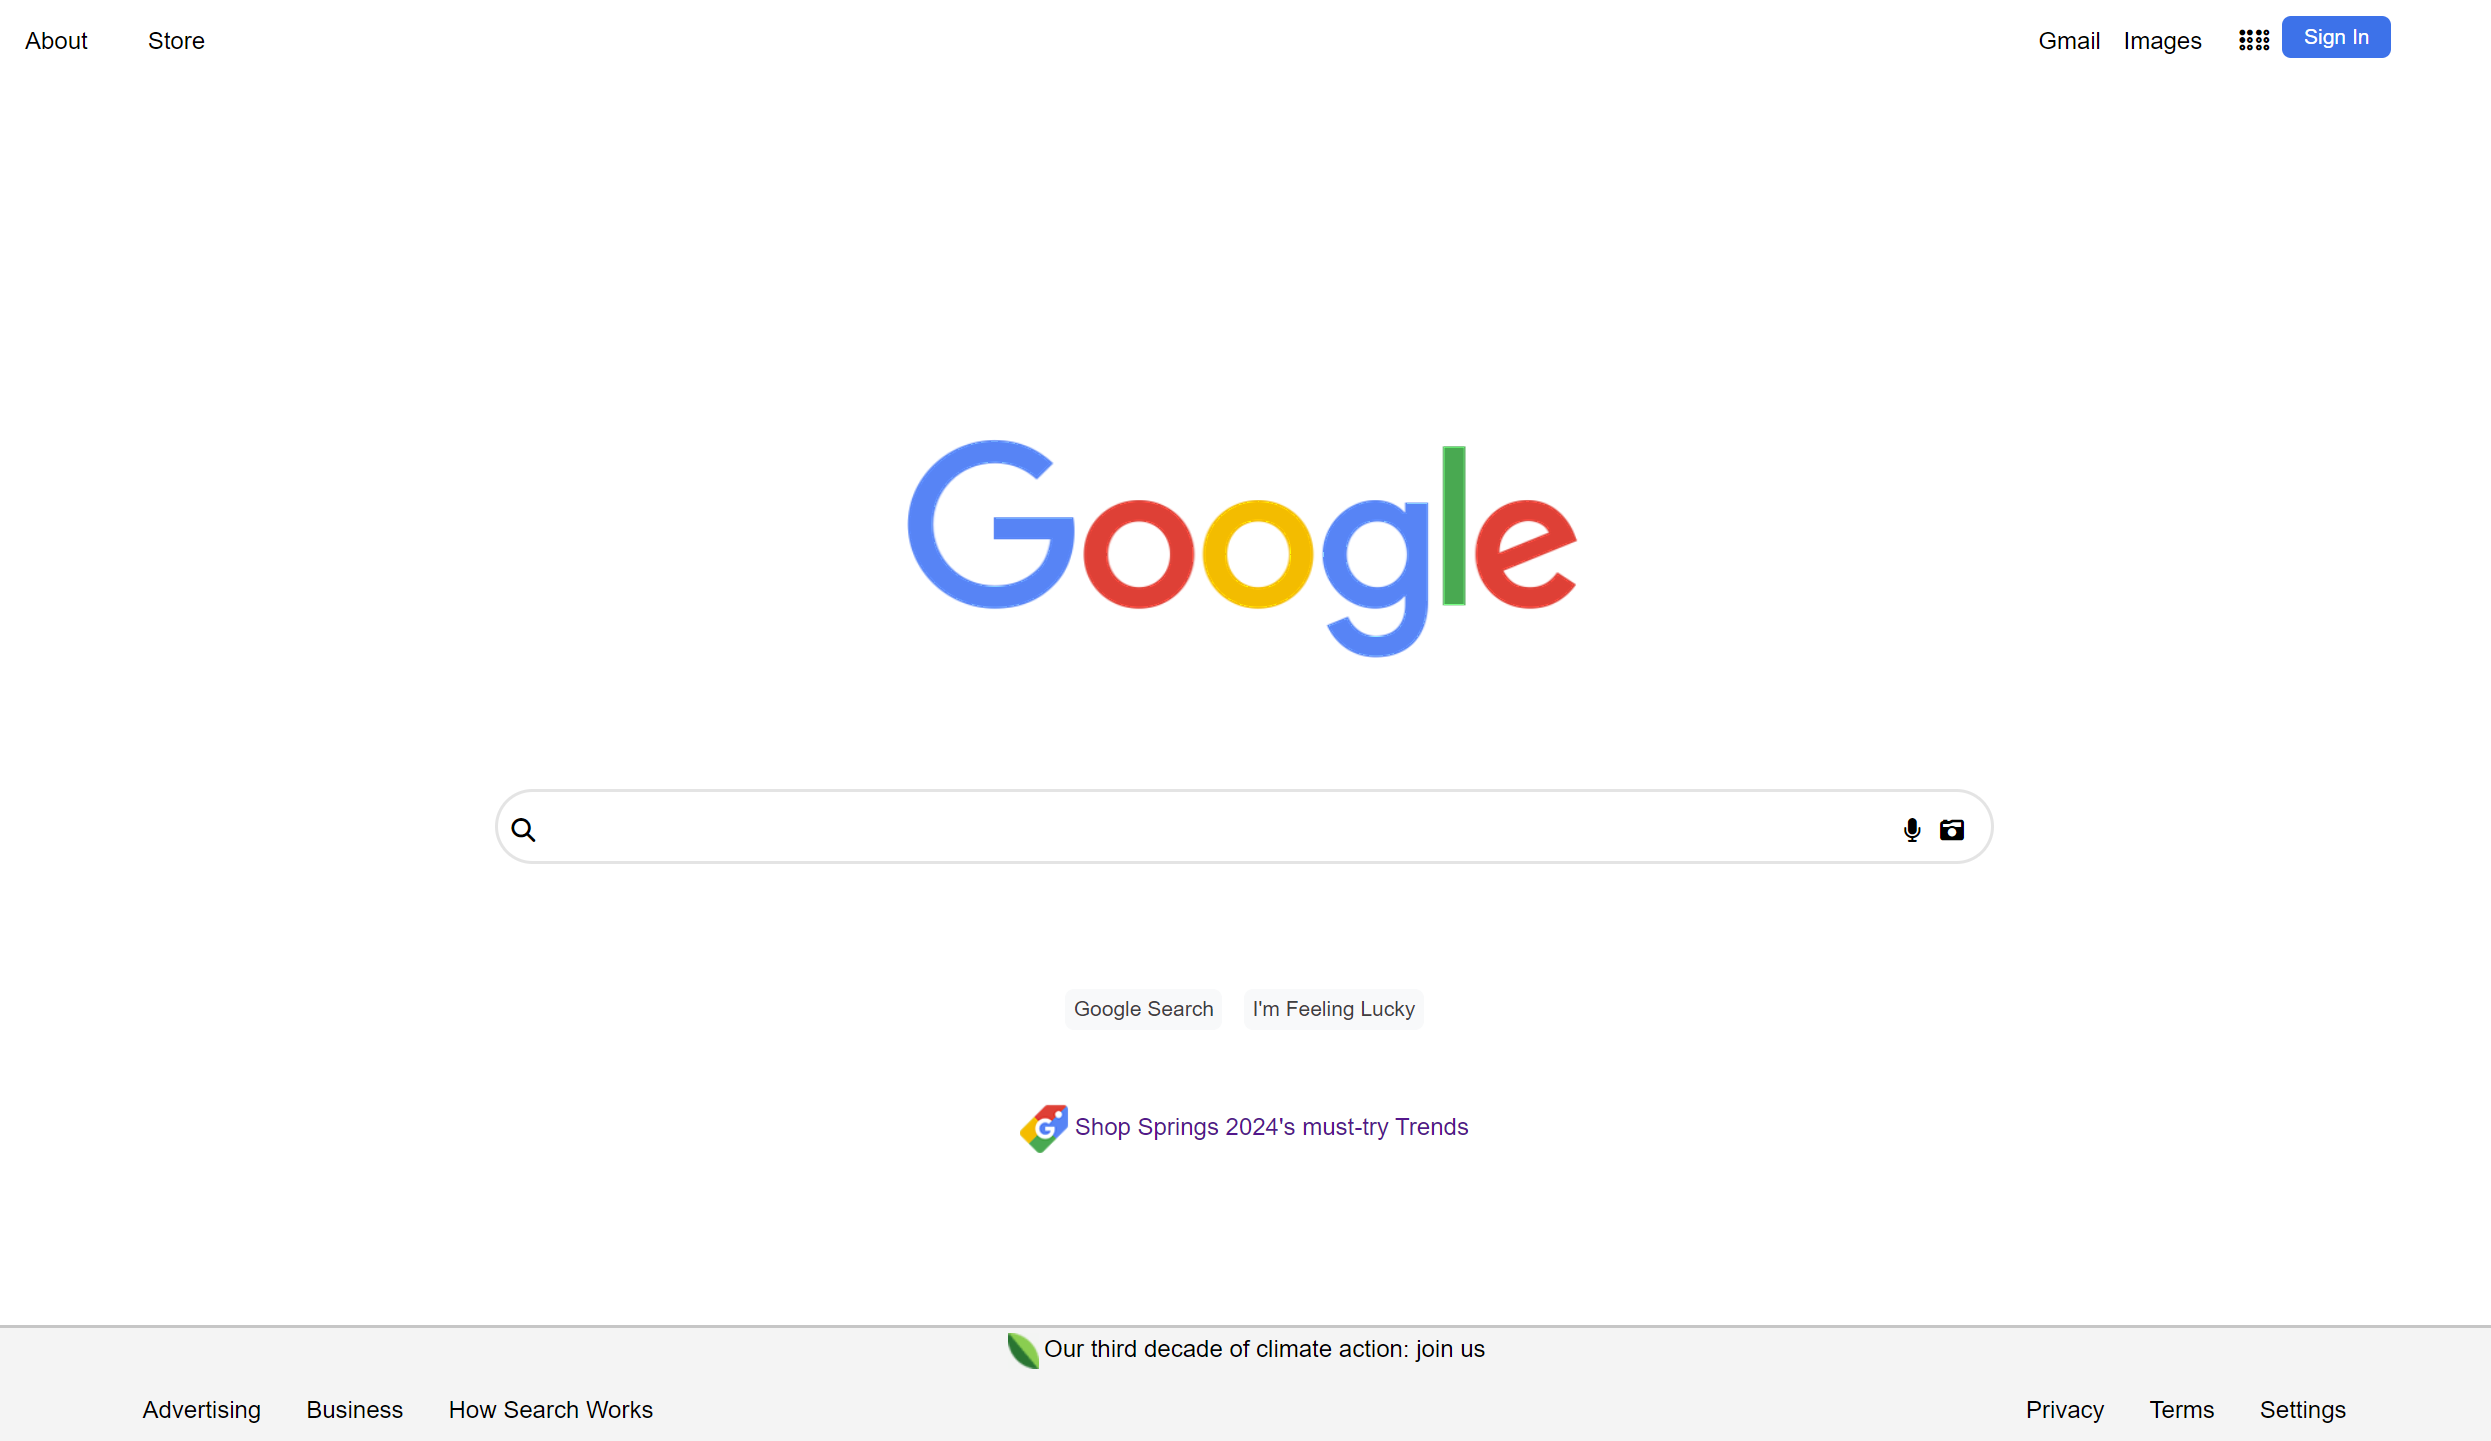 About Store Gmail Images Sign In
Google
Google Search I'm Feeling Lucky
G Shop Springs 2024's must-try Trends
Our third decade of climate action: join us
Advertising Business How Search Works Privacy Terms Settings